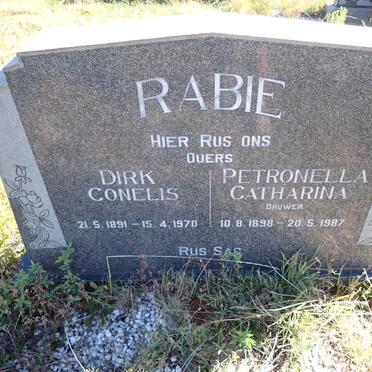 RABIE
HIER RUS ONS
OUERS
DIRK
CONELIS
21.5.1891 – 15.4.1970
PETRONELLA
CATHARINA
BRUWER
10.8.1898 – 20.5.1987
RUS SAG